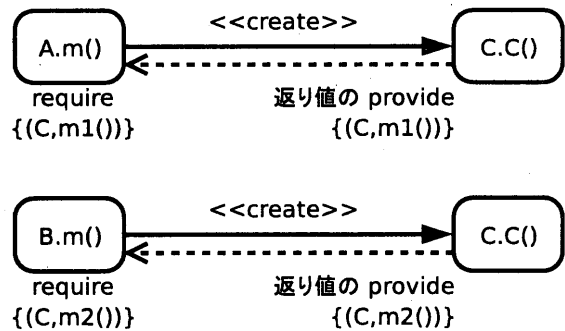 <<create>>
A.m()
C.C()
require
返り値の provide
{(C,m1())}
{(C,m1())}
<<create>>
B.m()
C.C()
require
返り値の provide
{(C,m2())}
{(C,m2())}